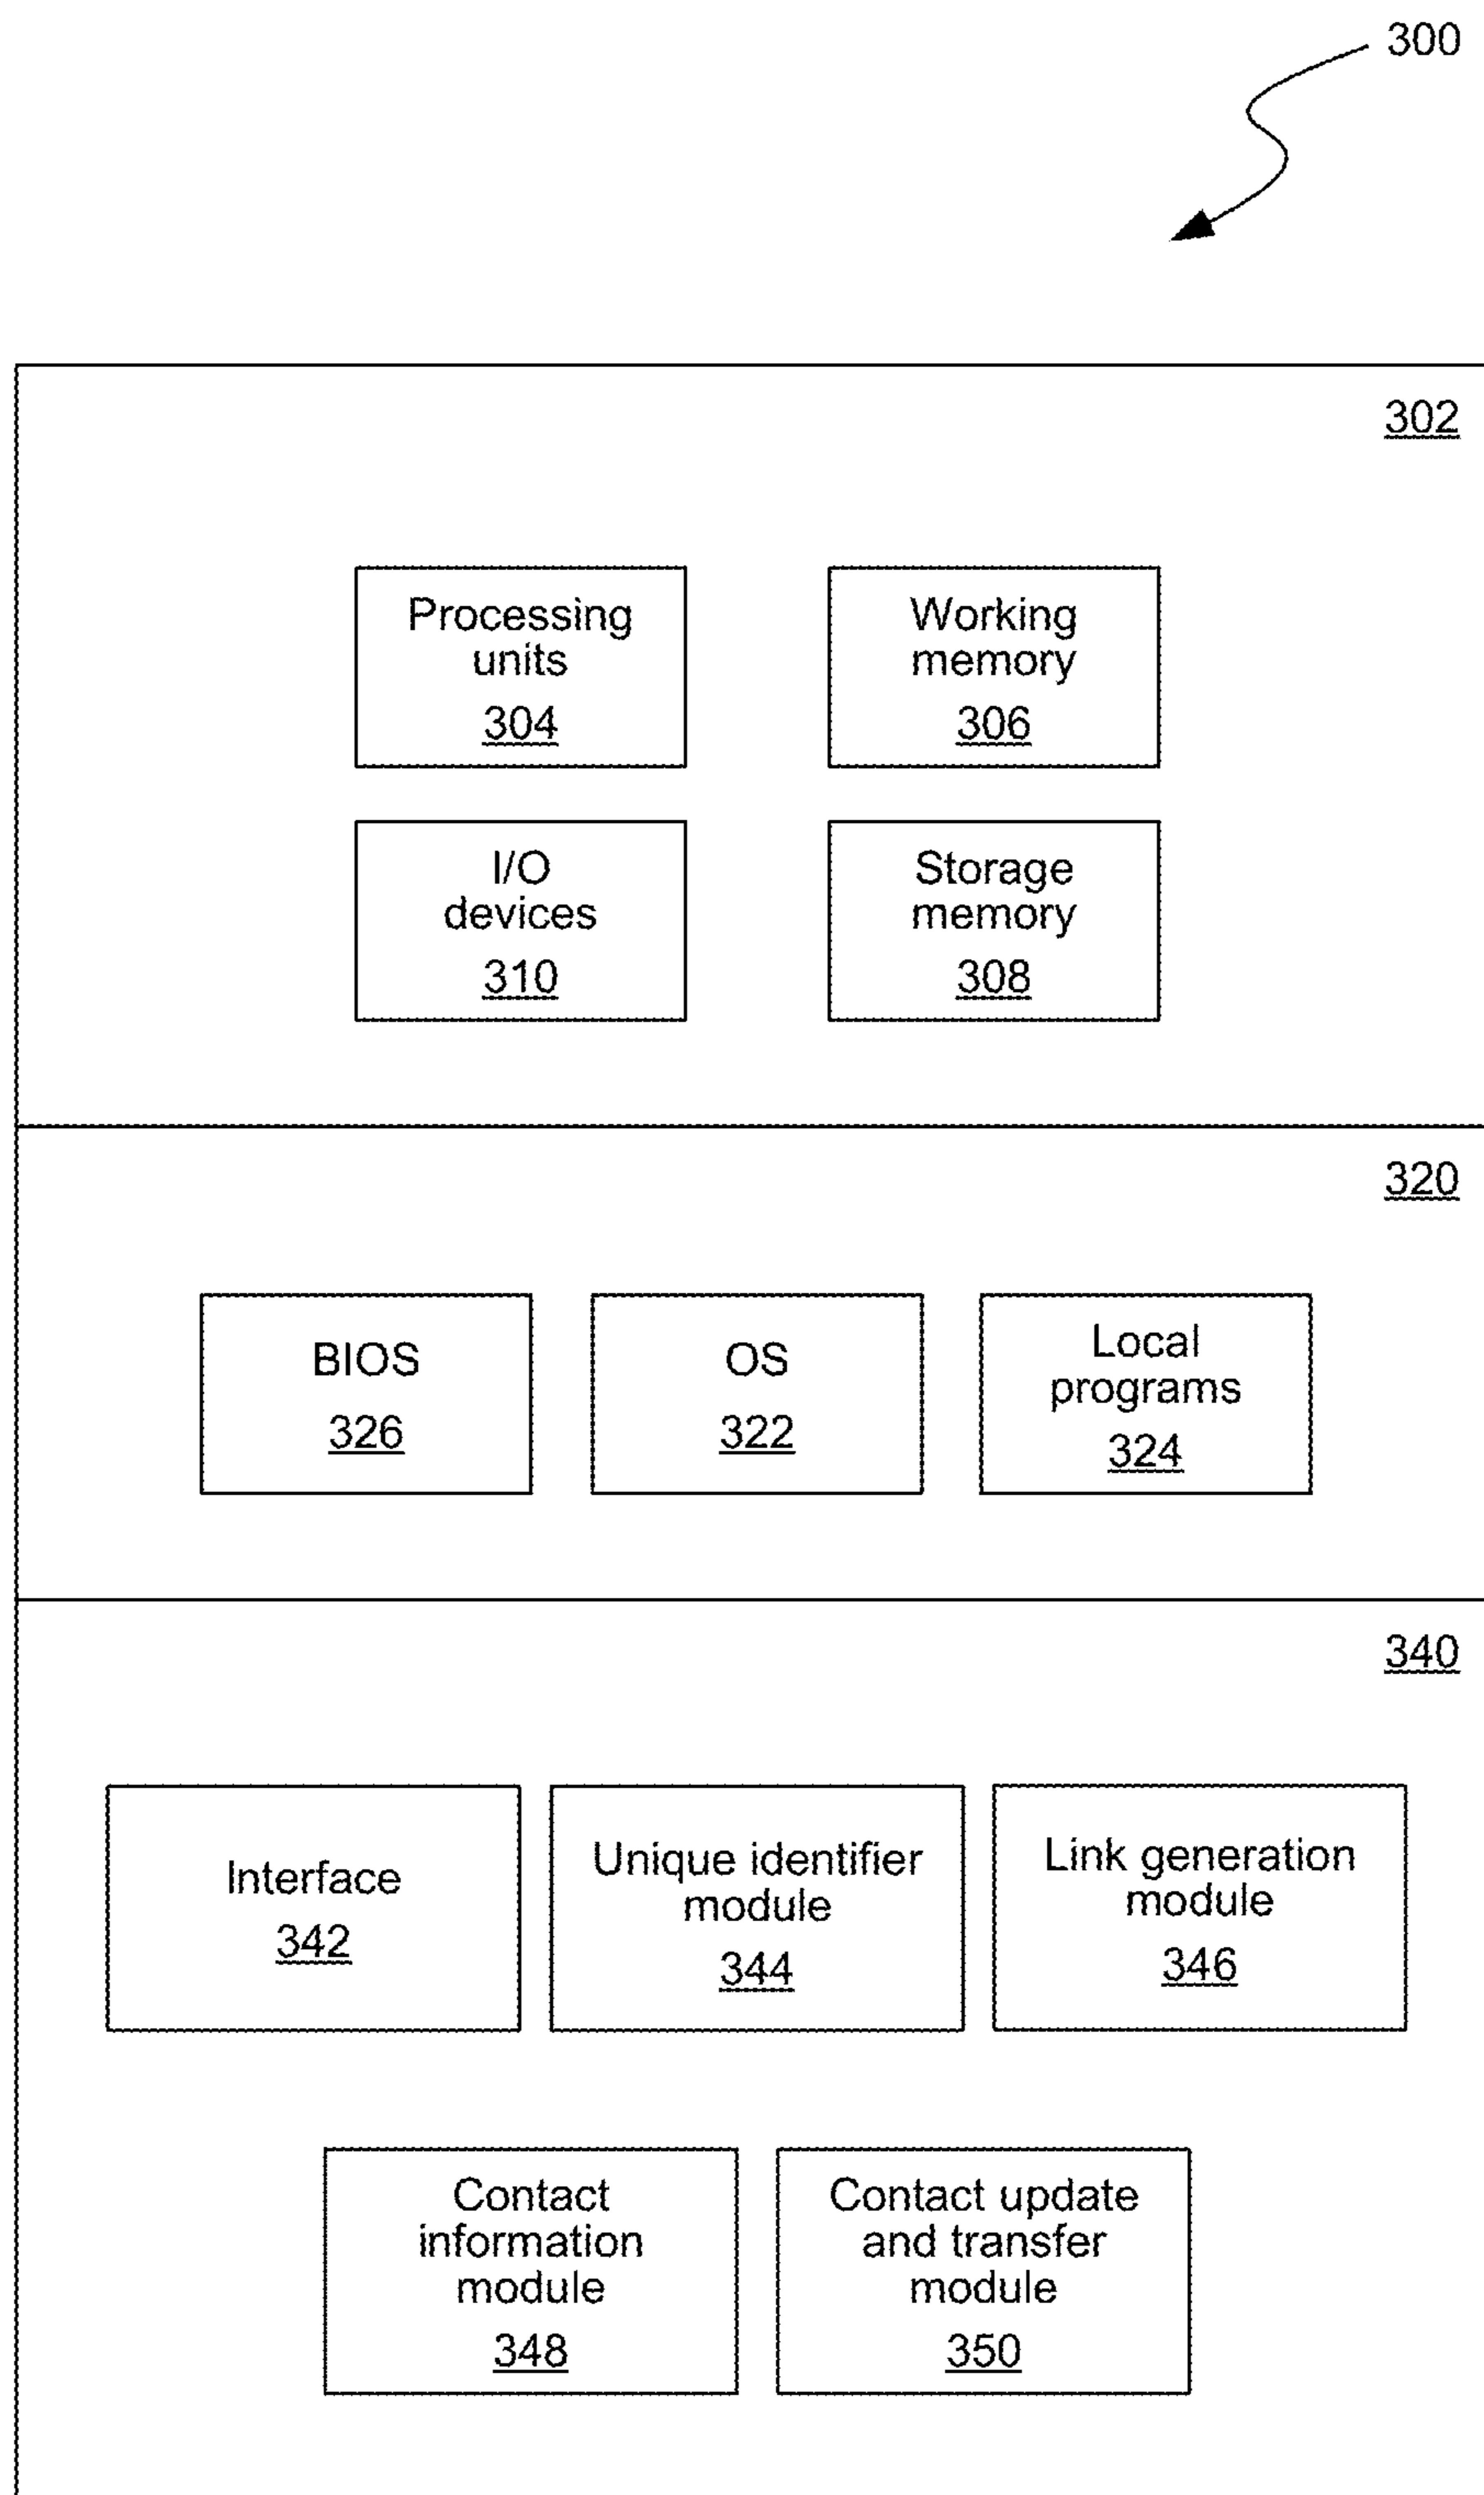 300
302
Processing
units
304
Working
memory
306
I/O
devices
310
Storage
memory
308
320
BIOS
326
OS
322
Local
programs
324
340
Interface
342
Unique identifier
module
344
Link generation
module
346
Contact
information
module
348
Contact update
and transfer
module
350